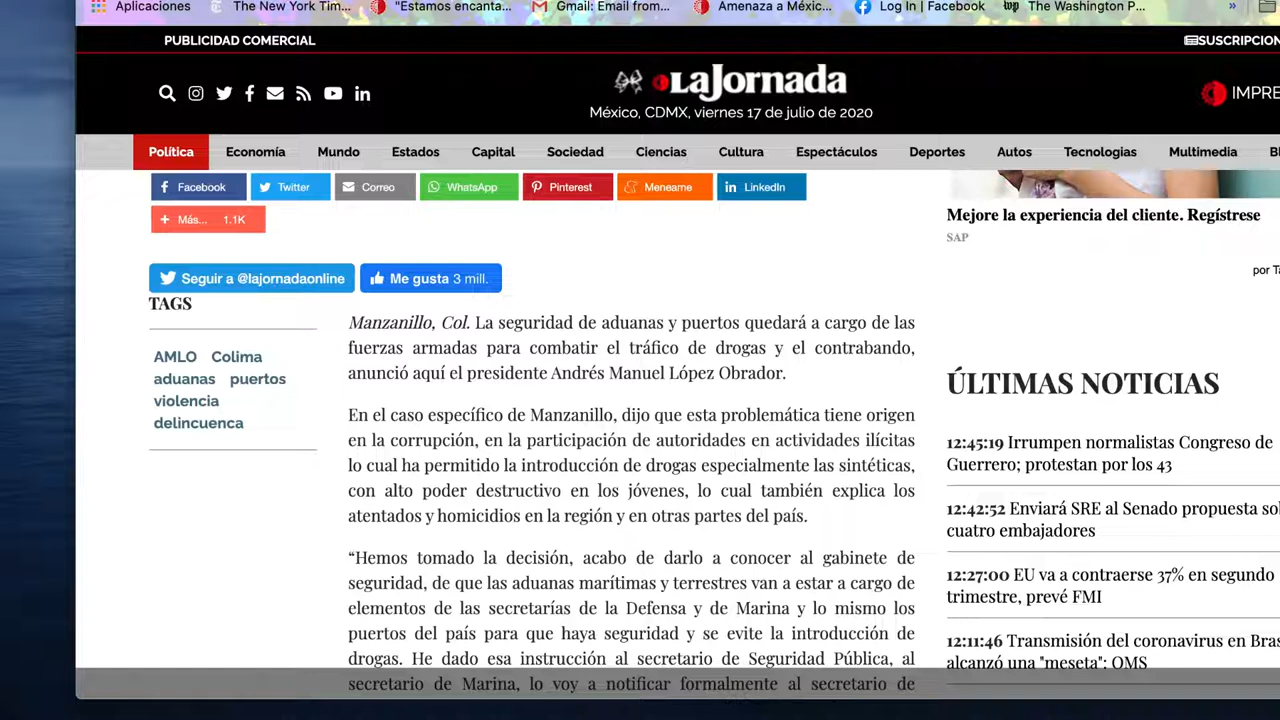 Aplicaciones The New York Tim... "Estamos encanta... Gmail: Email from... Amenaza a Méxic... Log In | Facebook wp The Washington P... »
PUBLICIDAD COMERCIAL SUSCRIPCION
LaJornada
México, CDMX, viernes 17 de julio de 2020
IMPRE
Política Economía Mundo Estados Capital Sociedad Ciencias Cultura Espectáculos Deportes Autos Tecnologías Multimedia Bl
Facebook Twitter Correo WhatsApp Pinterest Meneame LinkedIn
Más... 1.1K
Mejore la experiencia del cliente. Regístrese
SAP
por Ta
Seguir a @lajornadaonline Me gusta 3 mil.
TAGS
AMLO Colima
aduanas puertos
violencia
delincuenca
Manzanillo, Col. La seguridad de aduanas y puertos quedará a cargo de las
fuerzas armadas para combatir el tráfico de drogas y el contrabando,
anunció aquí el presidente Andrés Manuel López Obrador.
En el caso específico de Manzanillo, dijo que esta problemática tiene origen
en la corrupción, en la participación de autoridades en actividades ilícitas
lo cual ha permitido la introducción de drogas especialmente las sintéticas,
con alto poder destructivo en los jóvenes, lo cual también explica los
atentados y homicidios en la región y en otras partes del país.
“Hemos tomado la decisión, acabo de darlo a conocer al gabinete de
seguridad, de que las aduanas marítimas y terrestres van a estar a cargo de
elementos de las secretarías de la Defensa y de Marina y lo mismo los
puertos del país para que haya seguridad y se evite la introducción de
drogas. He dado esa instrucción al secretario de Seguridad Pública, al
secretario de Marina, lo voy a notificar formalmente al secretario de
ÚLTIMAS NOTICIAS
12:45:19 Irrumpen normalistas Congreso de
Guerrero; protestan por los 43
12:42:52 Enviará SRE al Senado propuesta so
cuatro embajadores
12:27:00 EU va a contraerse 37% en segundo
trimestre, prevé FMI
12:11:46 Transmisión del coronavirus en Bras
alcanzó una "meseta": OMS